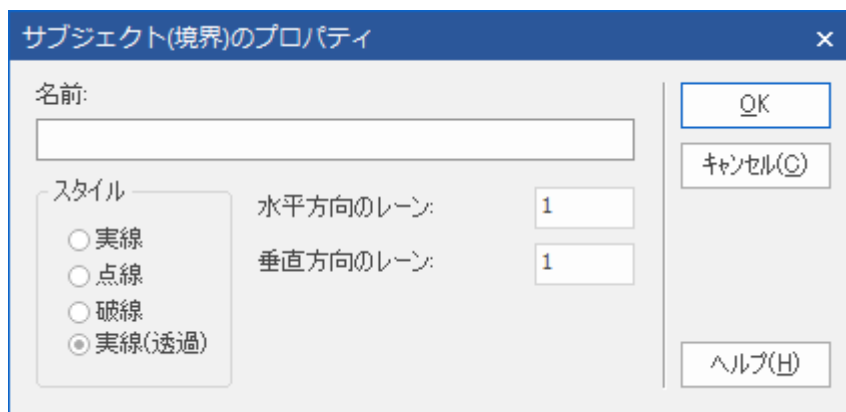 サブジェクト(境界)のプロパティ
名前:
OK
キャンセル(C)
スタイル
水平方向のレーン: 1
実線
垂直方向のレーン: 1
点線
破線
実線(透過)
ヘルプ(H)